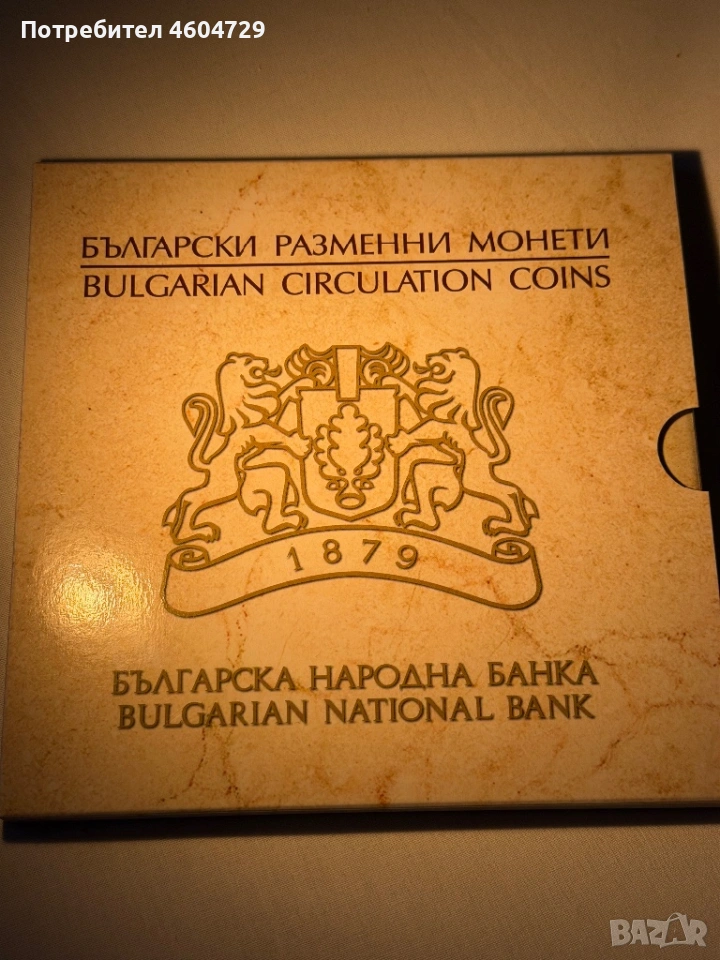 Потребител 4604729
БЪЛГАРСКИ РАЗМЕННИ МОНЕТИ
BULGARIAN CIRCULATION COINS
1879
БЪЛГАРСКА НАРОДНА БАНКА
BULGARIAN NATIONAL BANK
BAZAR